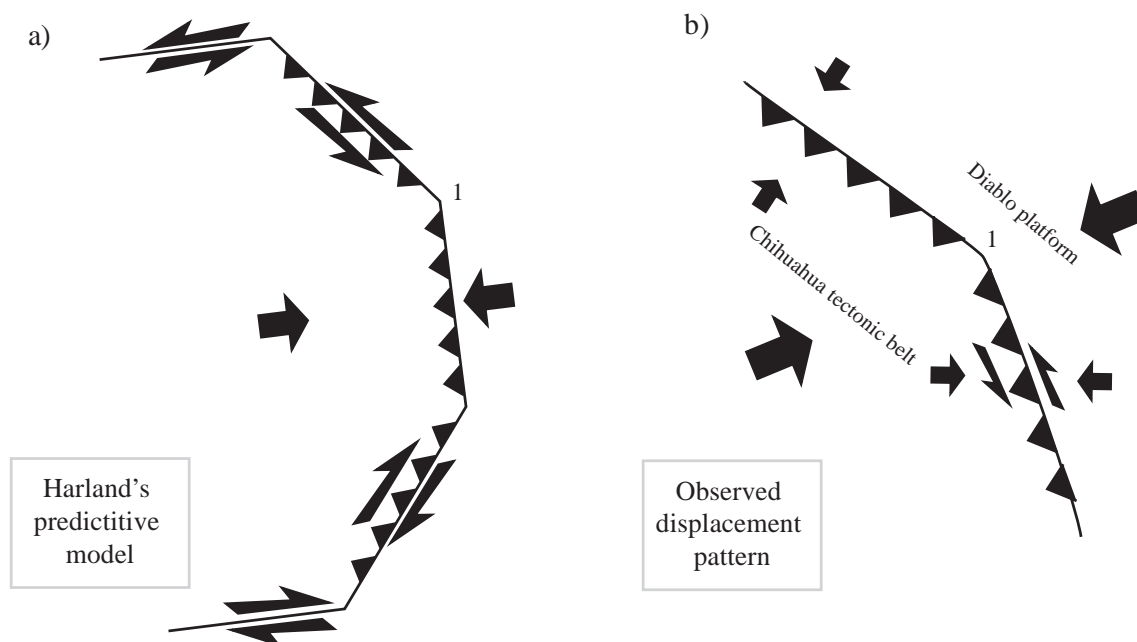 a)
1
Harland's
predictitive
model
b)
Diablo platform
1
Chihuahua tectonic belt
Observed
displacement
pattern